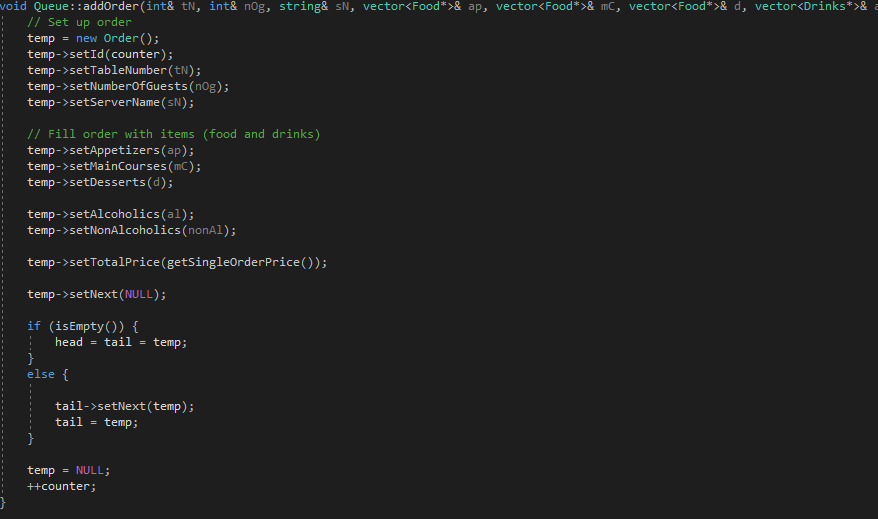 void Queue::addOrder(int& tN, int& nOg, string& sN, vector<Food*>& ap, vector<Food*>& mC, vector<Food*>& d, vector<Drinks*>& a
// Set up order
temp = new Order();
temp->setId(counter);
temp->setTableNumber(tN);
temp->setNumberOfGuests(nOg);
temp->setServerName(sN);
// Fill order with items (food and drinks)
temp->setAppetizers(ap);
temp->setMainCourses(mC);
temp->setDesserts(d);
temp->setAlcoholics(al);
temp->setNonAlcoholics(nonAl);
temp->setTotalPrice(getSingleOrderPrice());
temp->setNext(NULL);
if (isEmpty()) {
head = tail = temp;
}
else {
tail->setNext(temp);
tail = temp;
}
temp = NULL;
++counter;
}